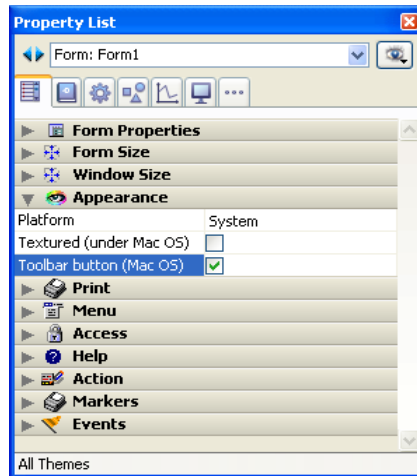 Property List
Form: Form1
Form Properties
Form Size
Window Size
Appearance
Platform System
Textured (under Mac OS)
Toolbar button (Mac OS)
Print
Menu
Access
Help
Action
Markers
Events
All Themes